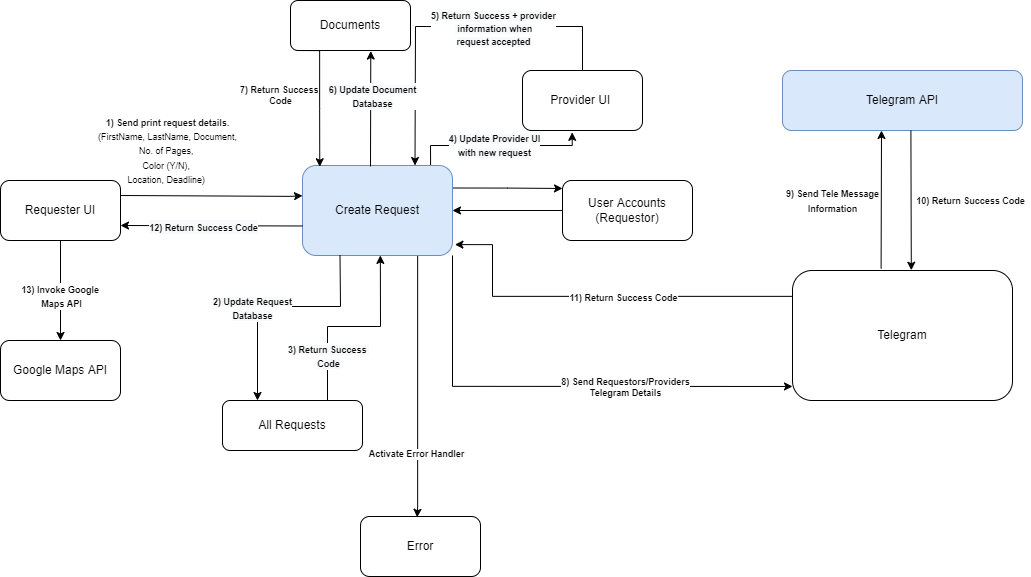 Documents
5) Return Success + provider
information when
request accepted
7) Return Success
Code
6) Update Document
Database
Provider UI
Telegram API
1) Send print request details.
(FirstName, LastName, Document,
No. of Pages,
Color (Y/N),
Location, Deadline)
4) Update Provider UI
with new request
Requester UI
Create Request
User Accounts
(Requestor)
9) Send Tele Message
Information
10) Return Success Code
12) Return Success Code
13) Invoke Google
Maps API
2) Update Request
Database
11) Return Success Code
Telegram
3) Return Success
Code
Google Maps API
8) Send Requestors/Providers
Telegram Details
All Requests
Activate Error Handler
Error